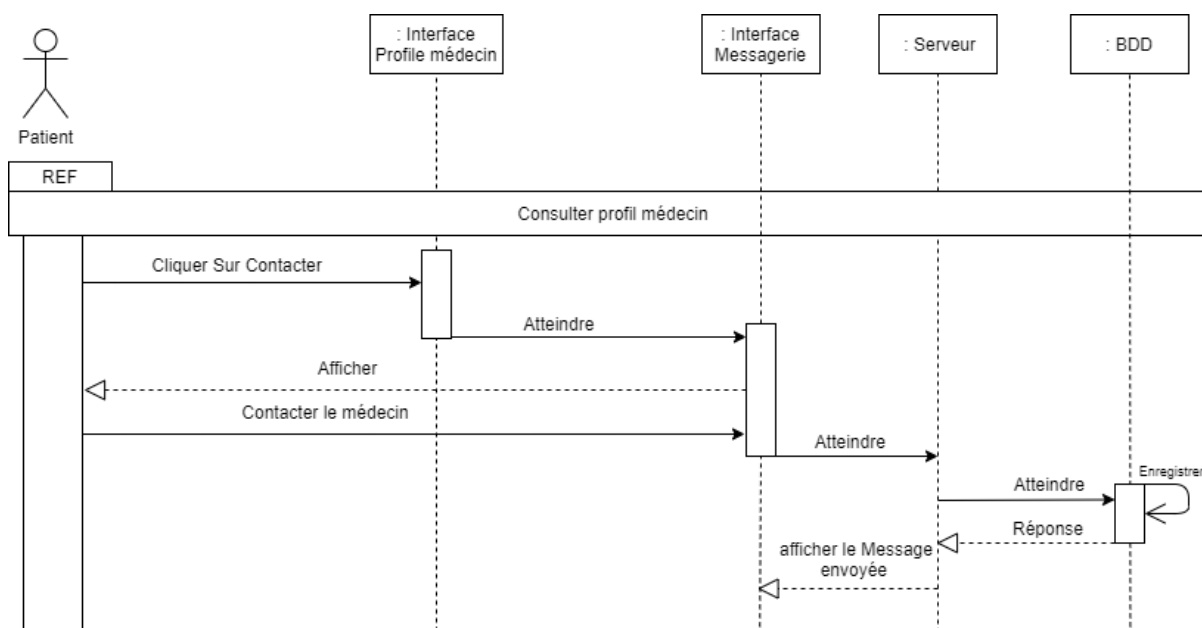 : Interface
Profile médecin
: Interface
Messagerie
: Serveur
: BDD
Patient
REF
Consulter profil médecin
Cliquer Sur Contacter
Atteindre
Afficher
Contacter le médecin
Atteindre
Enregistrer
Atteindre
Réponse
afficher le Message
envoyée